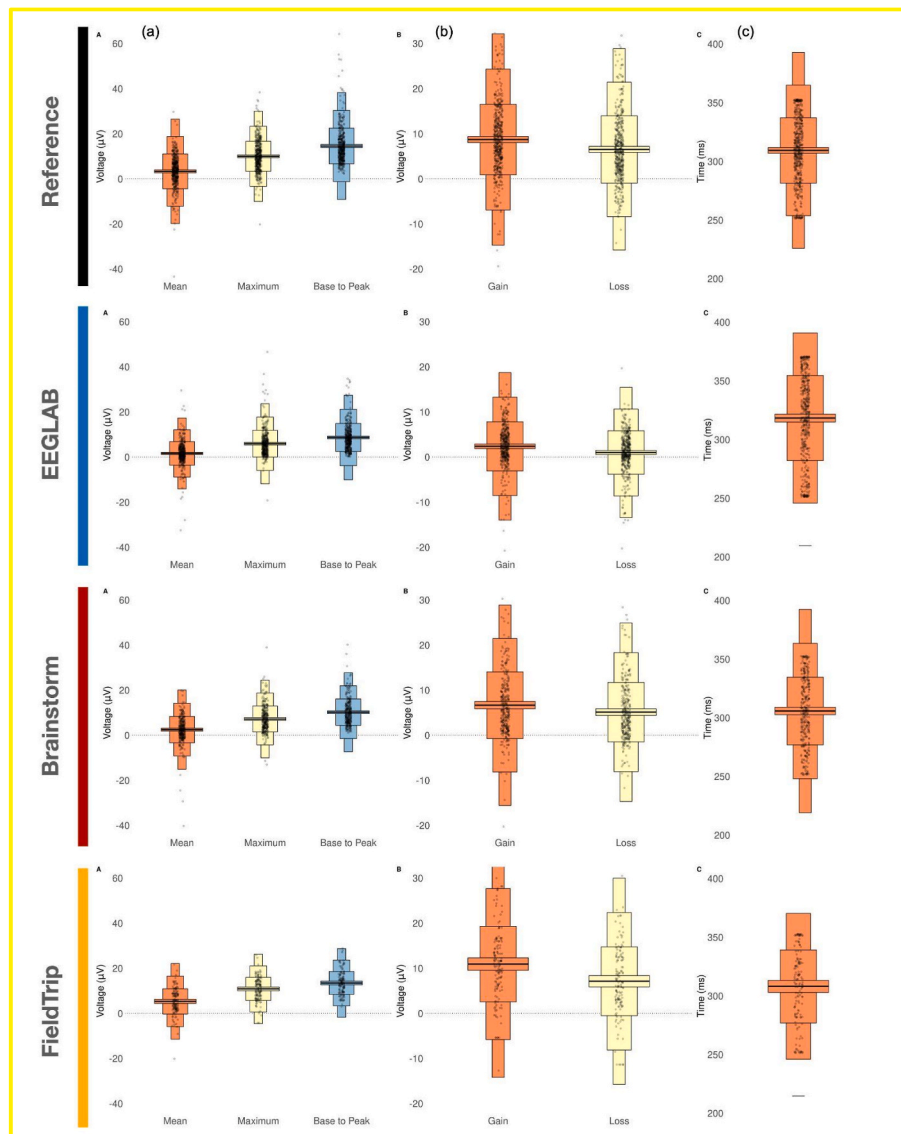 (a) (b) (c)
Reference
A
Voltage (µV)
60
40
20
0
-20
-40
Mean Maximum Base to Peak
B
Voltage (µV)
30
20
10
0
-10
-20
Gain Loss
C
Time (ms)
400
350
300
250
200
EEGLAB
A
Voltage (µV)
60
40
20
0
-20
-40
Mean Maximum Base to Peak
B
Voltage (µV)
30
20
10
0
-10
-20
Gain Loss
C
Time (ms)
400
350
300
250
200
Brainstorm
A
Voltage (µV)
60
40
20
0
-20
-40
Mean Maximum Base to Peak
B
Voltage (µV)
30
20
10
0
-10
-20
Gain Loss
C
Time (ms)
400
350
300
250
200
FieldTrip
A
Voltage (µV)
60
40
20
0
-20
-40
Mean Maximum Base to Peak
B
Voltage (µV)
30
20
10
0
-10
-20
Gain Loss
C
Time (ms)
400
350
300
250
200